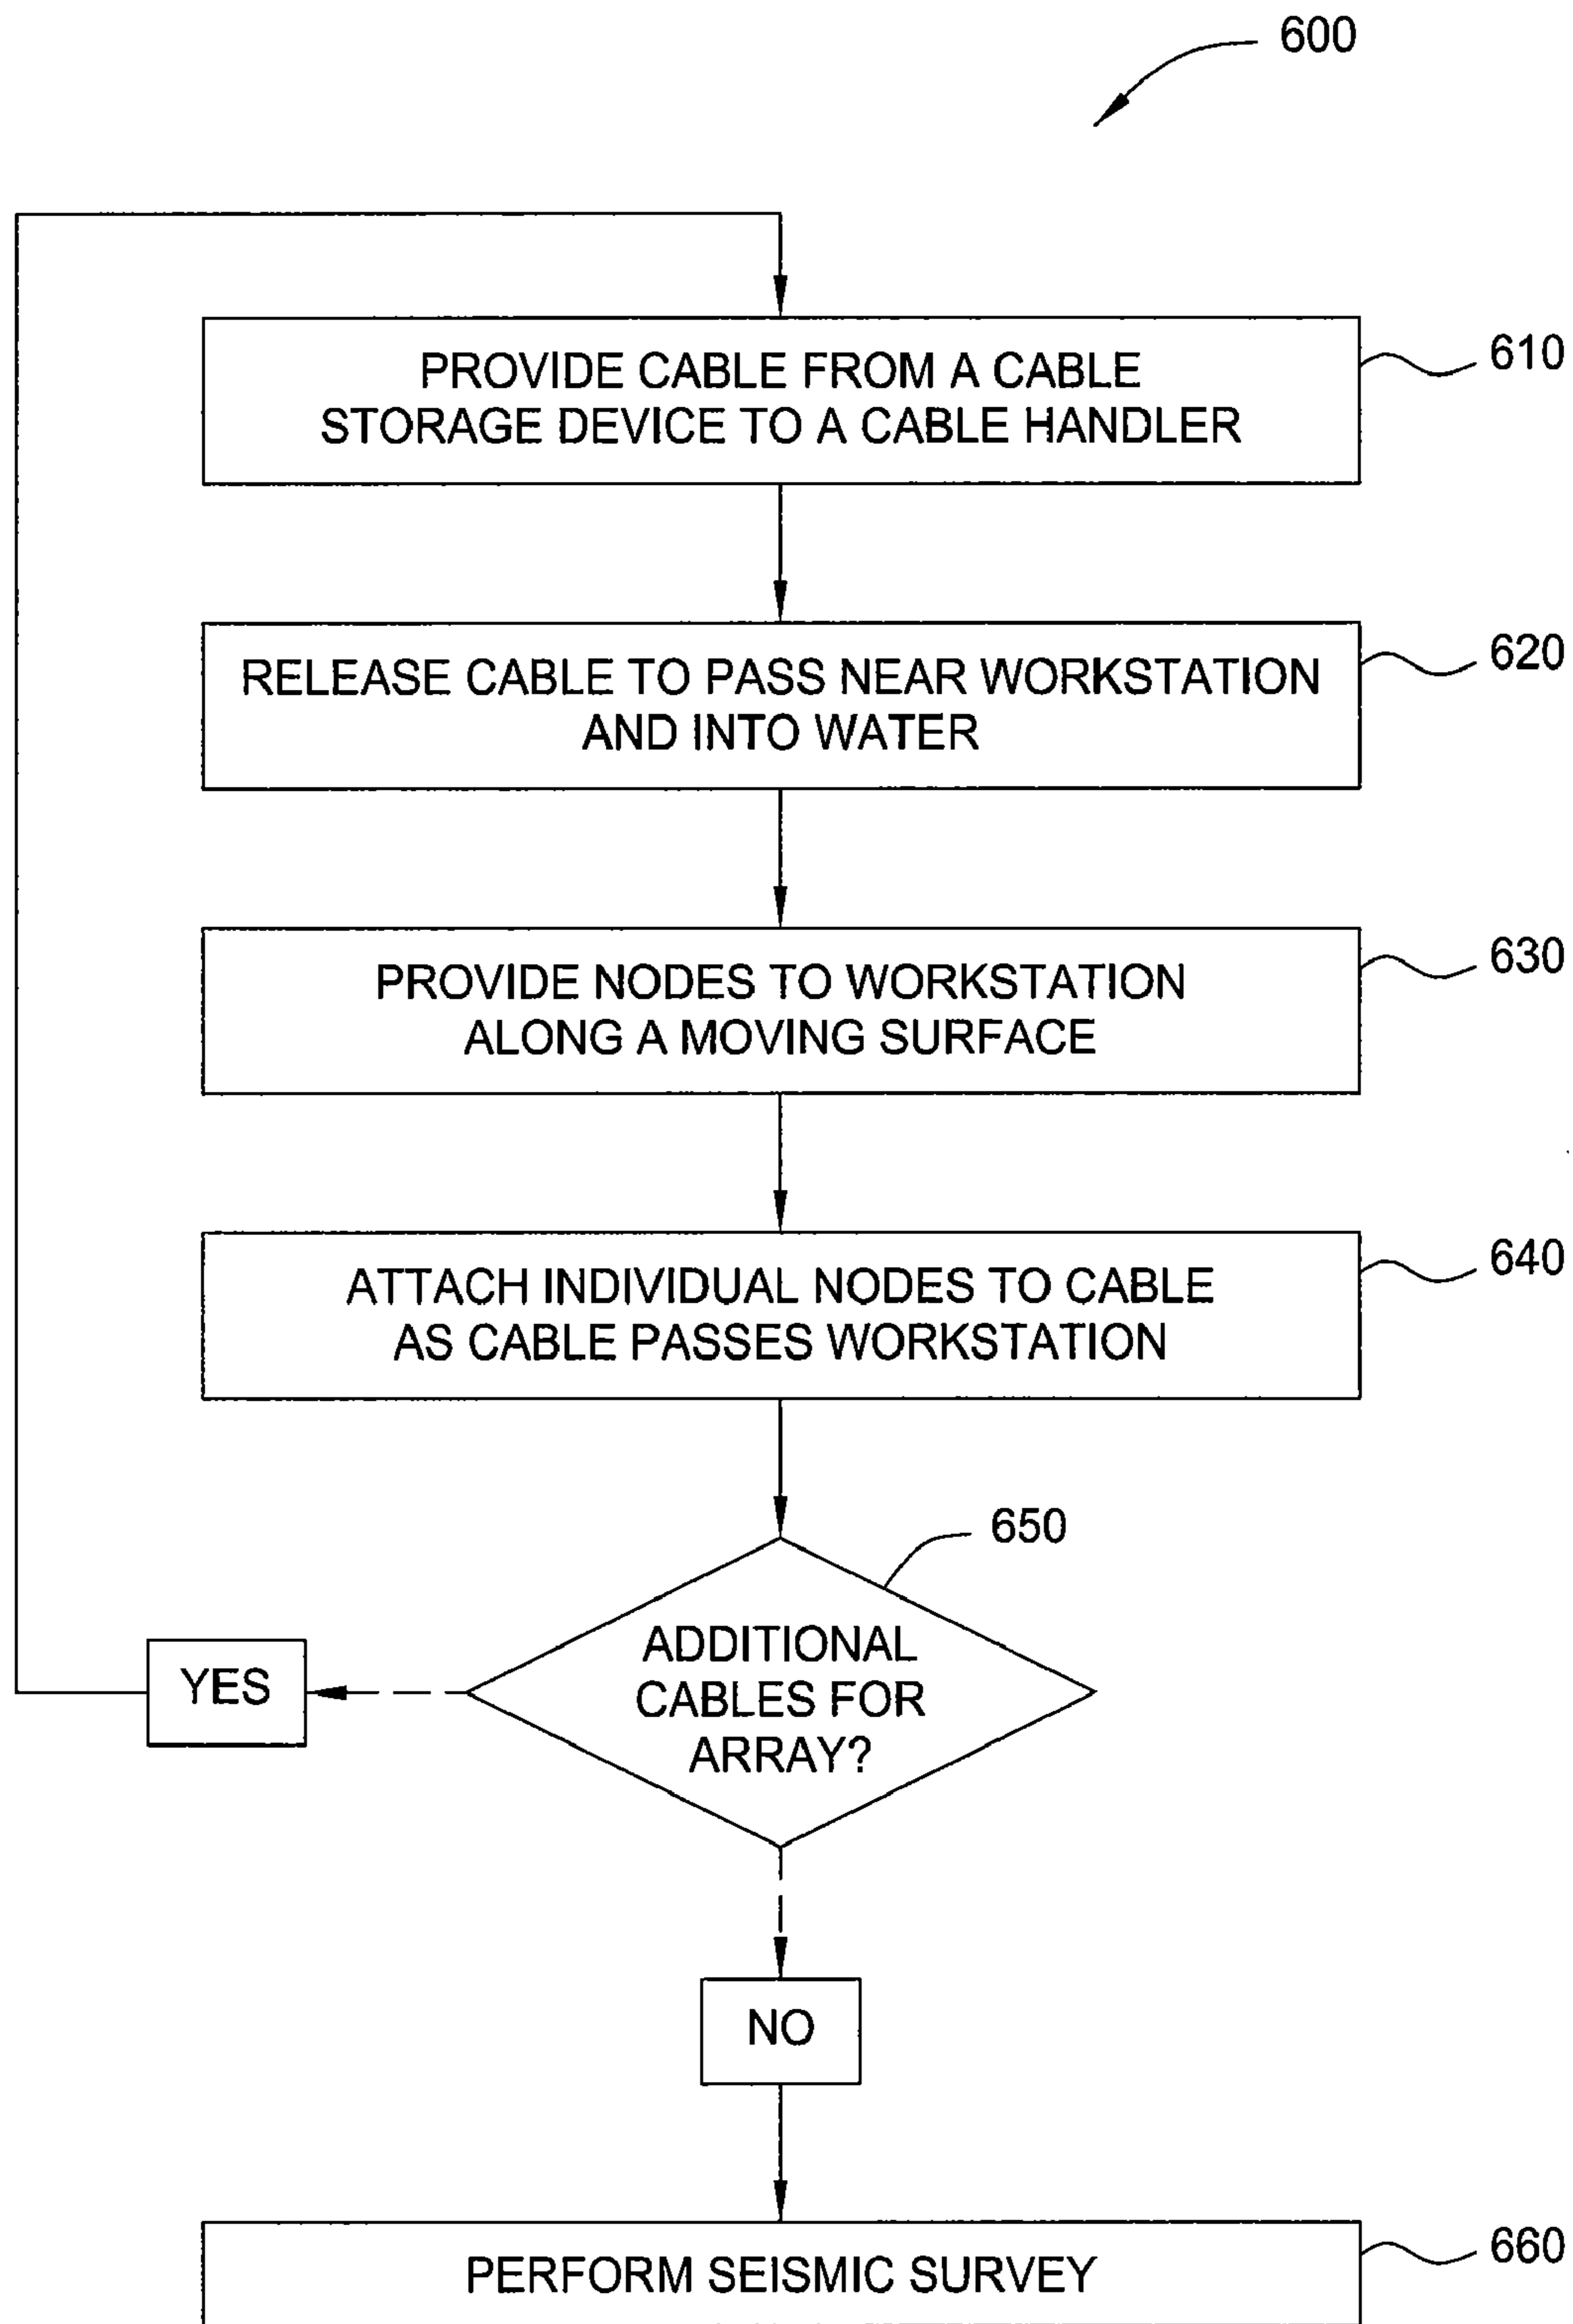 600
PROVIDE CABLE FROM A CABLE
STORAGE DEVICE TO A CABLE HANDLER
610
RELEASE CABLE TO PASS NEAR WORKSTATION
AND INTO WATER
620
PROVIDE NODES TO WORKSTATION
ALONG A MOVING SURFACE
630
ATTACH INDIVIDUAL NODES TO CABLE
AS CABLE PASSES WORKSTATION
640
650
ADDITIONAL
CABLES FOR
ARRAY?
YES
NO
PERFORM SEISMIC SURVEY
660